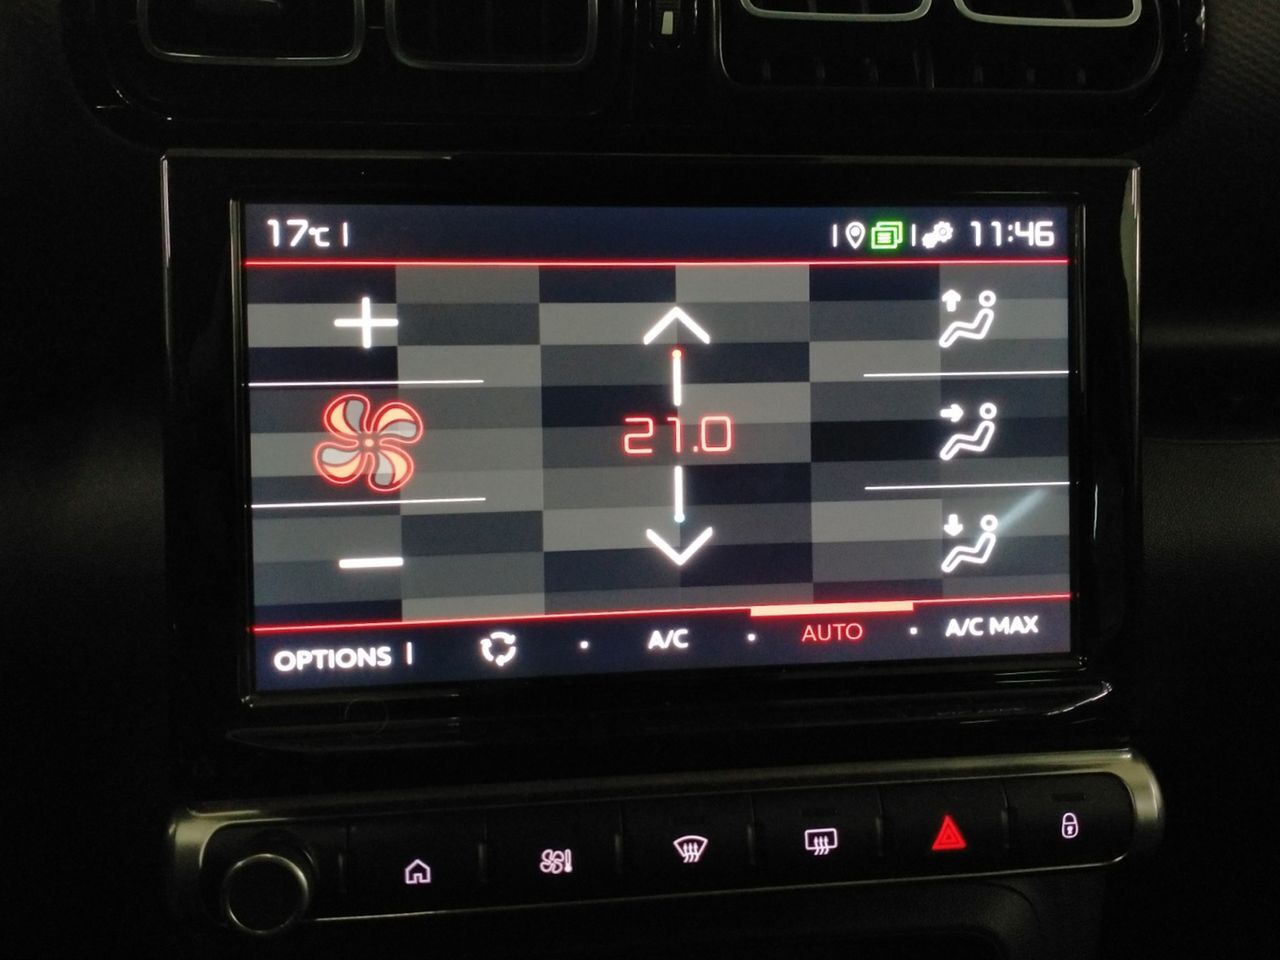 17°C
11:46
21.0
OPTIONS
A/C
AUTO
A/C MAX